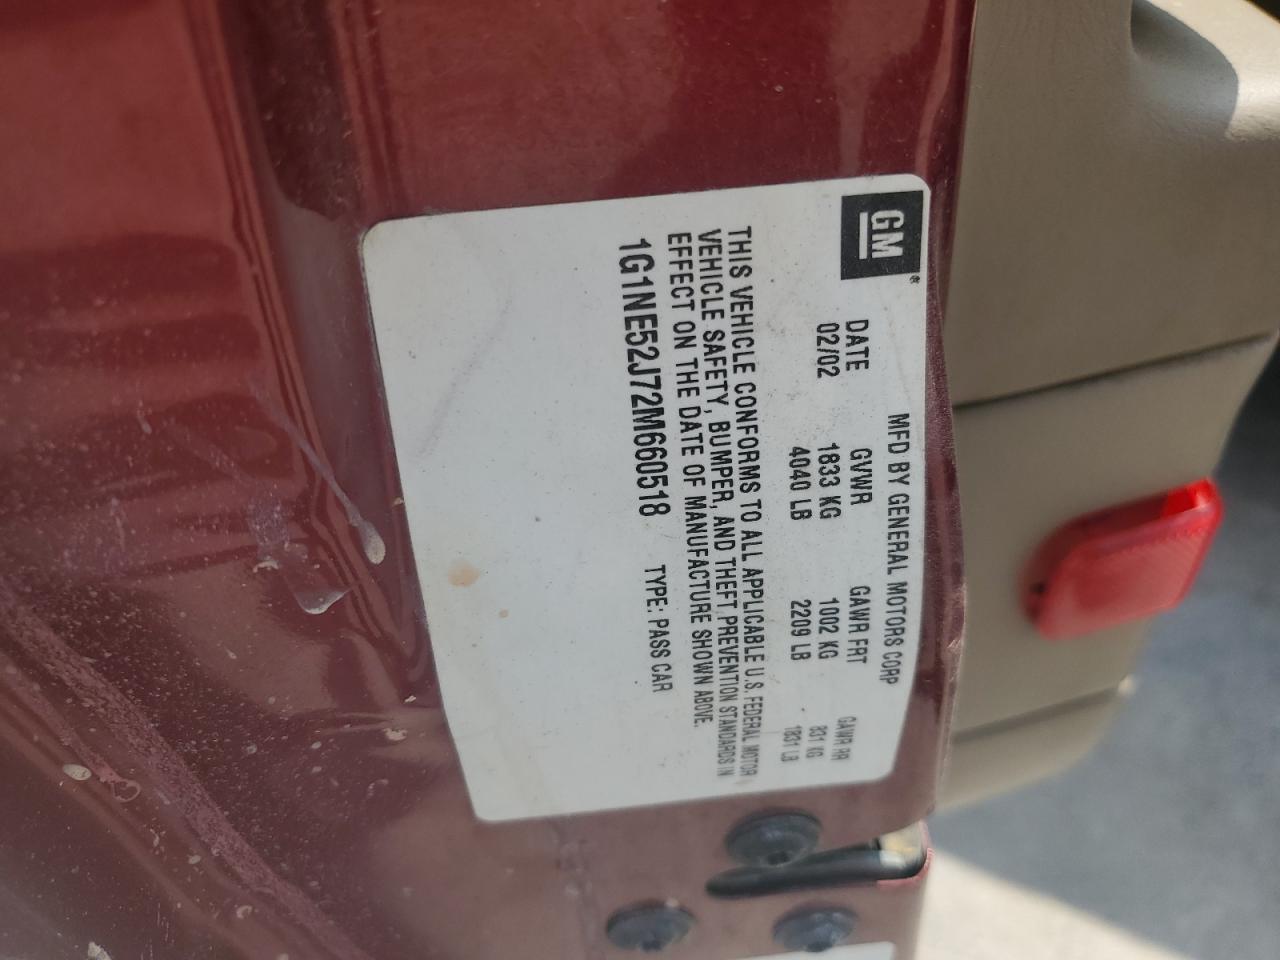 GM
MFD BY GENERAL MOTORS CORP
DATE GVWR GAWR FRT GAWR RR
02/02 1833 KG 1002 KG 831 KG
4040 LB 2209 LB 1831 LB
THIS VEHICLE CONFORMS TO ALL APPLICABLE U.S. FEDERAL MOTOR
VEHICLE SAFETY, BUMPER, AND THEFT PREVENTION STANDARDS IN
EFFECT ON THE DATE OF MANUFACTURE SHOWN ABOVE.
1G1NE52J72M660518 TYPE: PASS CAR